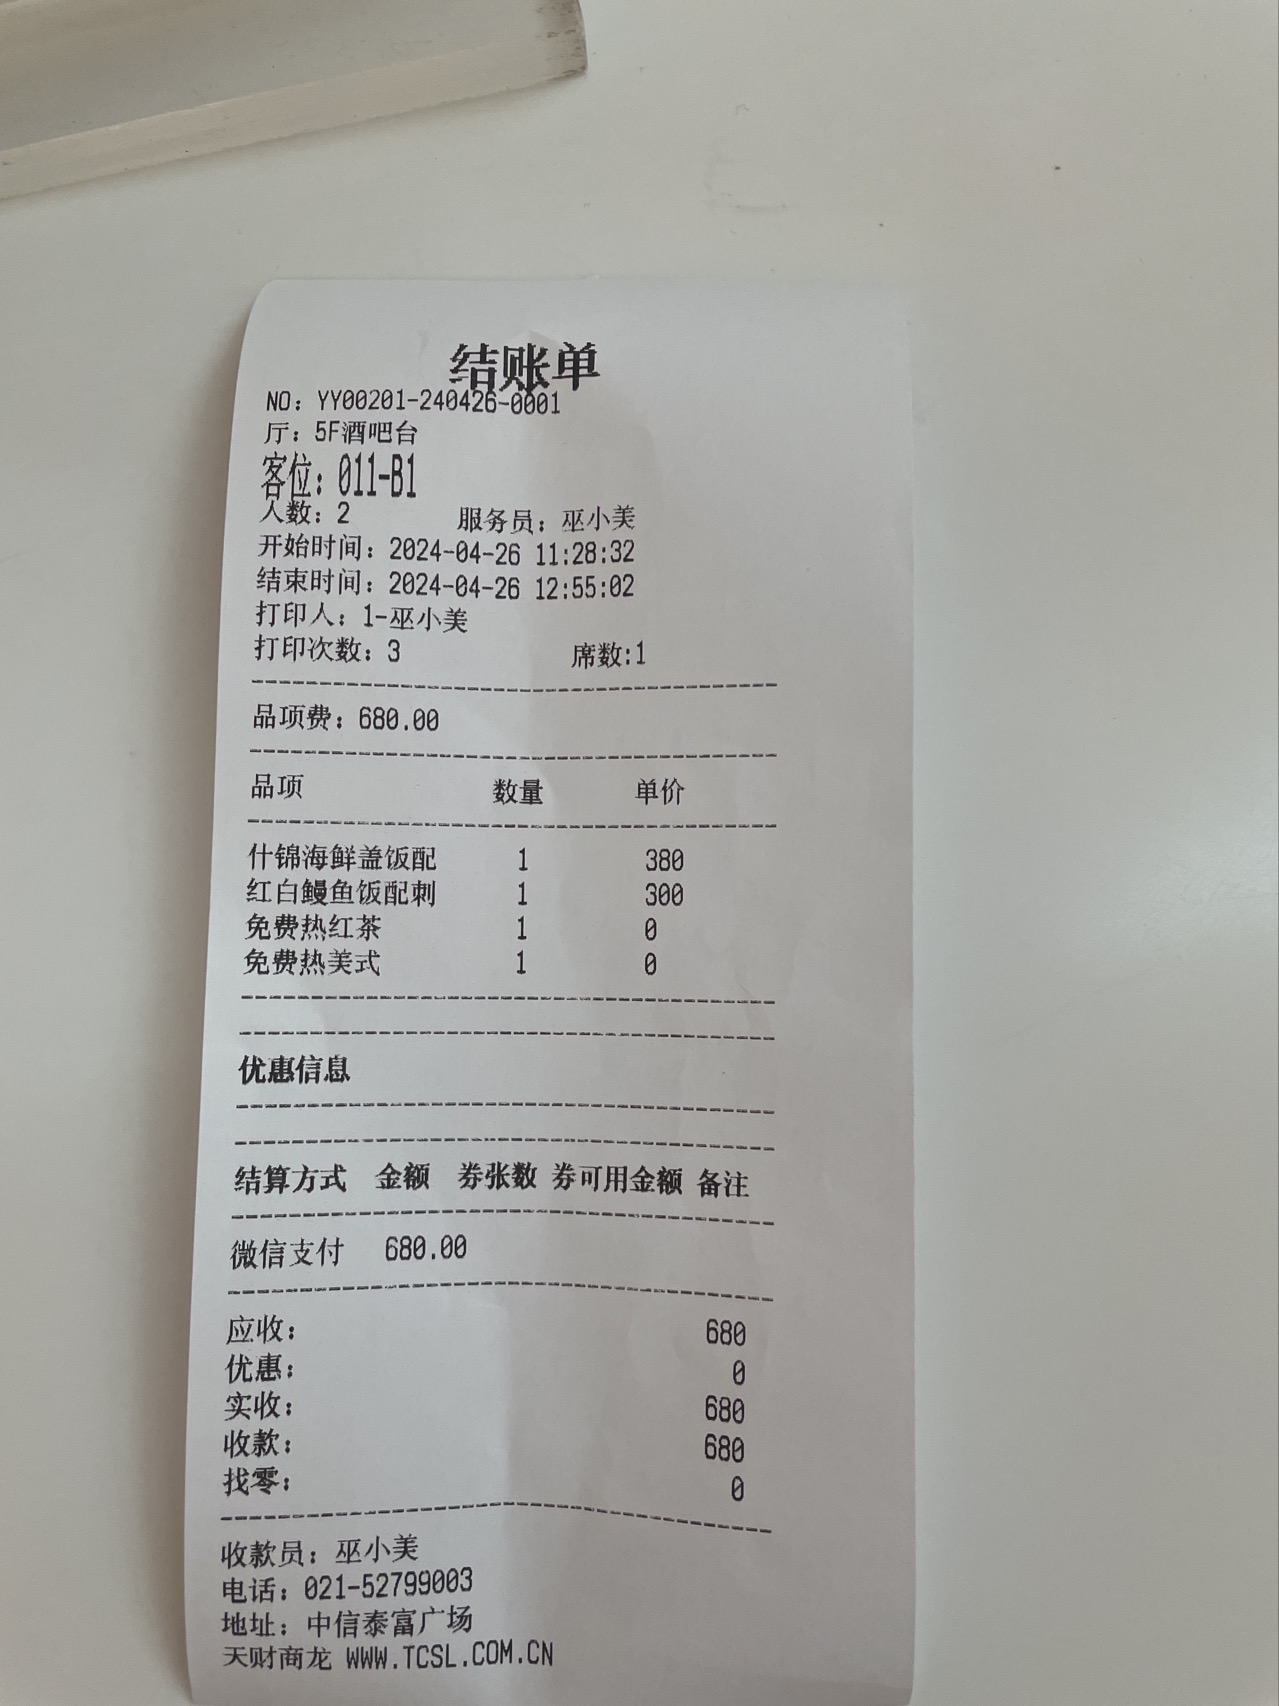 结账单
NO: YY00201-240426-0001
厅: 5F酒吧台
客位: 011-B1
人数: 2 服务员: 巫小美
开始时间: 2024-04-26 11:28:32
结束时间: 2024-04-26 12:55:02
打印人: 1-巫小美
打印次数: 3 席数:1
品项费: 680.00
品项 数量 单价
什锦海鲜盖饭配 1 380
红白鳗鱼饭配刺 1 300
免费热红茶 1 0
免费热美式 1 0
优惠信息
结算方式 金额 券张数 券可用金额 备注
微信支付 680.00
应收: 680
优惠: 0
实收: 680
收款: 680
找零: 0
收款员: 巫小美
电话: 021-52799003
地址: 中信泰富广场
天财商龙 WWW.TCSL.COM.CN